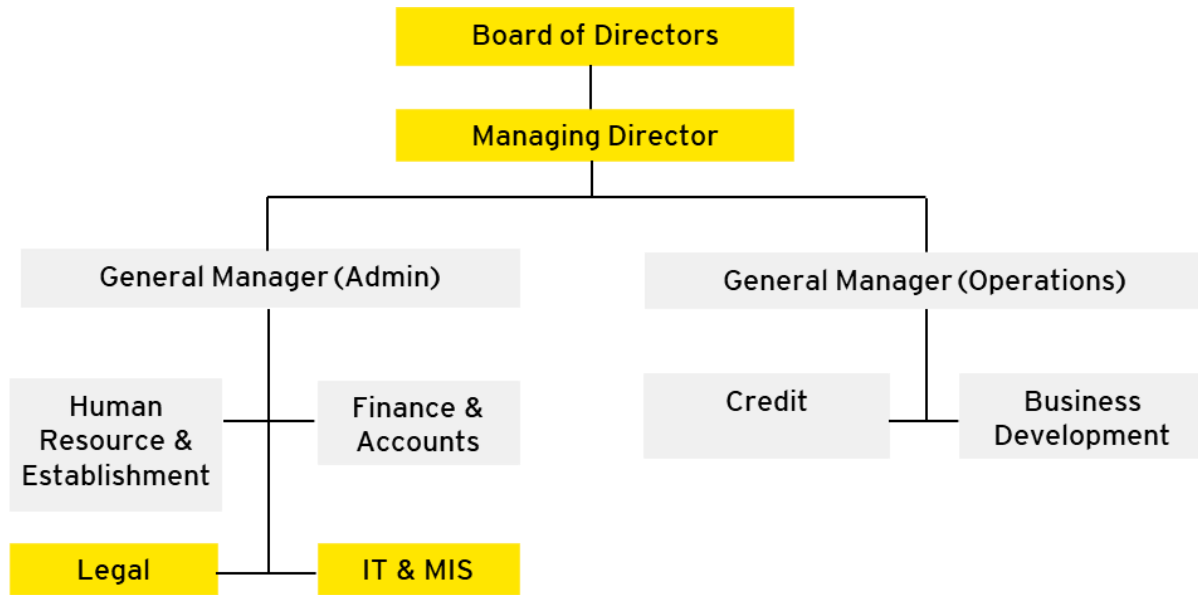 Board of Directors
Managing Director
General Manager (Admin)
General Manager (Operations)
Human
Resource &
Establishment
Finance &
Accounts
Credit
Business
Development
Legal
IT & MIS